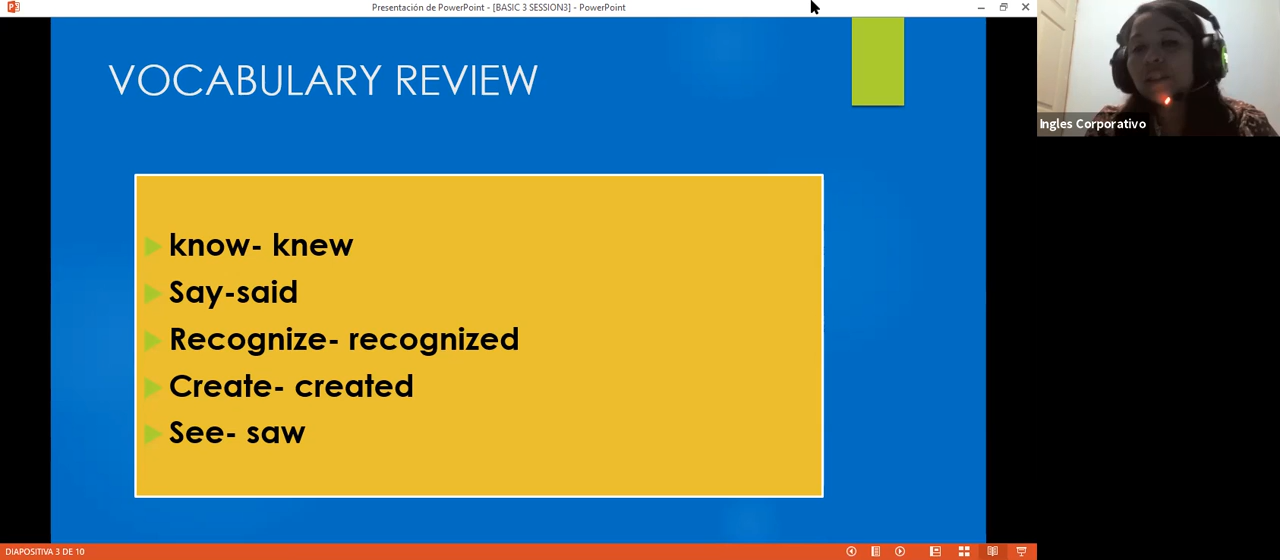 Presentación de PowerPoint - [BASIC 3 SESSION3] - PowerPoint
Ingles Corporativo
VOCABULARY REVIEW
know- knew
Say-said
Recognize- recognized
Create- created
See- saw
DIAPOSITIVA 3 DE 10